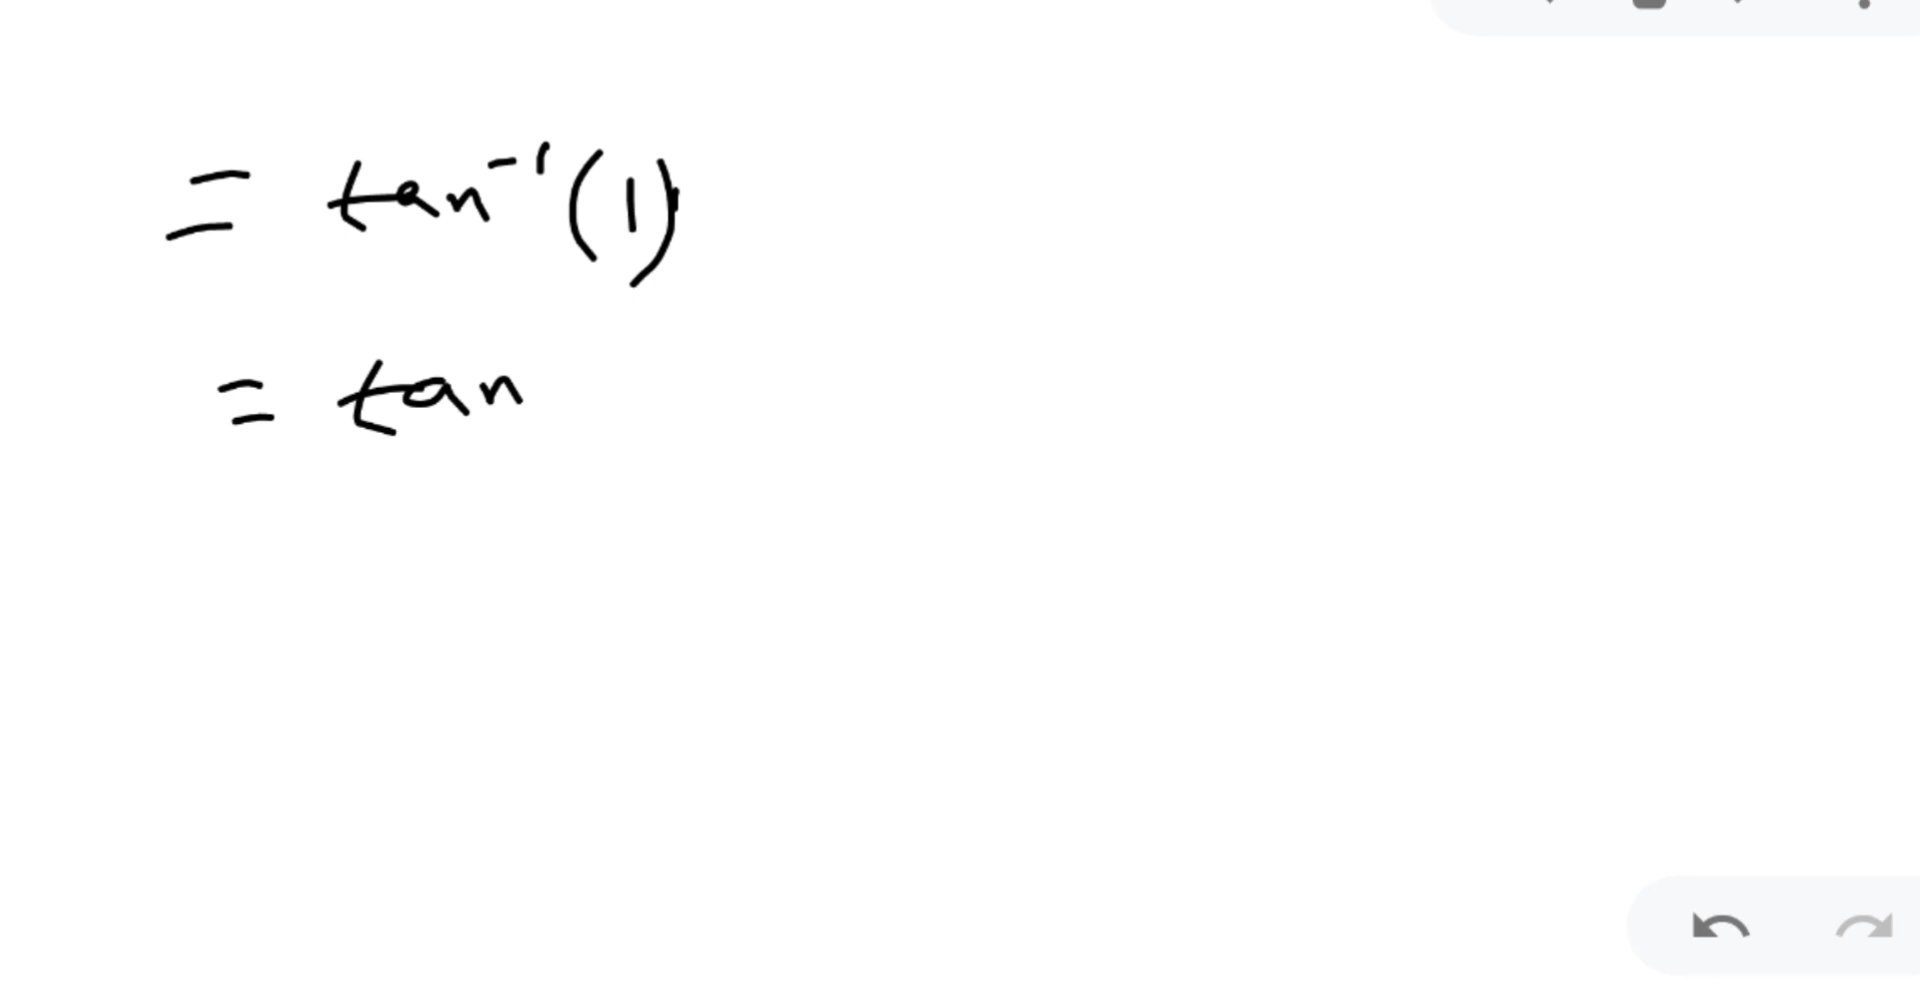 = tan⁻¹(1)
= tan